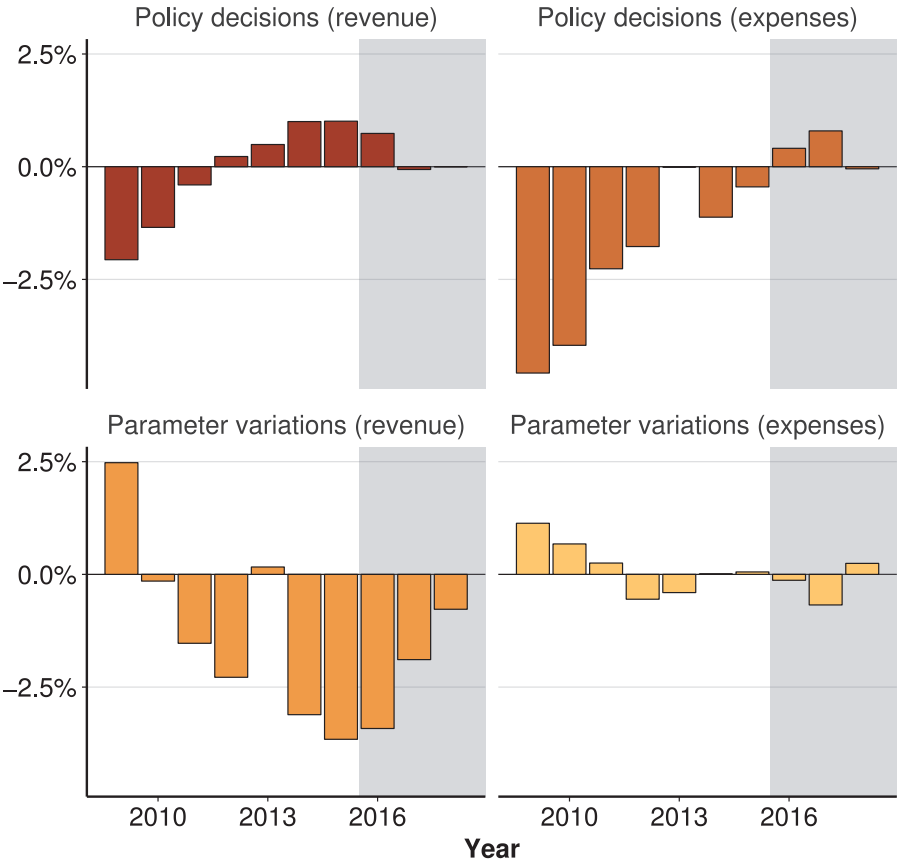 Policy decisions (revenue) Policy decisions (expenses)
2.5%
0.0%
−2.5%
Parameter variations (revenue) Parameter variations (expenses)
2.5%
0.0%
−2.5%
2010 2013 2016 2010 2013 2016
Year